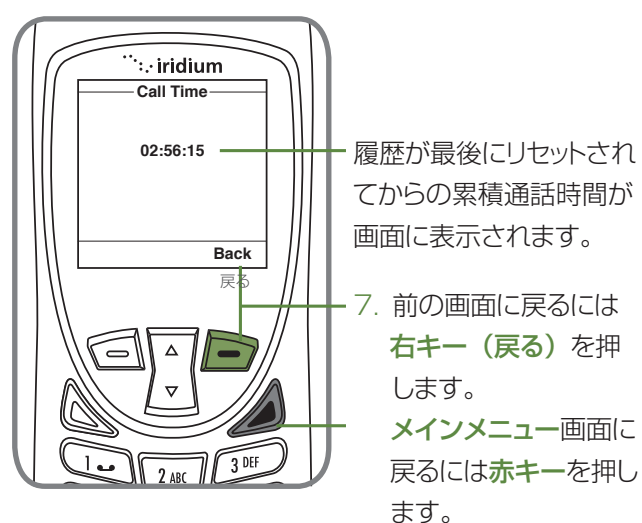 iridium
Call Time
02:56:15
Back
戻る
1
2 ABC
3 DEF
履歴が最後にリセットされ
てからの累積通話時間が
画面に表示されます。
7. 前の画面に戻るには
右キー（戻る）を押
します。
メインメニュー画面に
戻るには赤キーを押し
ます。